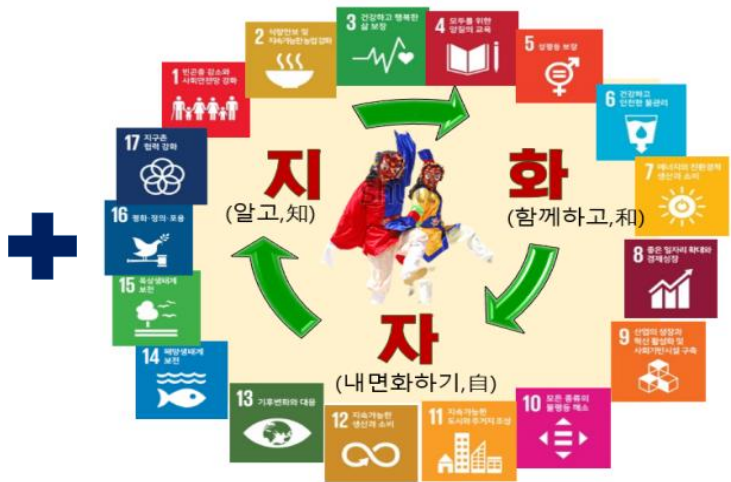 1 빈곤층 감소와
사회안전망 강화
2 식량안보 및
지속가능한 농업강화
3 건강하고 행복한
삶 보장
4 모두를 위한
양질의 교육
5 성평등 보장
6 건강하고
안전한 물관리
7 에너지의 친환경적
생산과 소비
8 좋은 일자리 확대와
경제성장
9 산업의 성장과
혁신 활성화 및
사회기반시설 구축
10 모든 종류의
불평등 해소
11 지속가능한
도시와 주거지 조성
12 지속가능한
생산과 소비
13 기후변화와 대응
14 해양생태계
보전
15 육상생태계
보전
16 평화·정의·포용
17 지구촌
협력 강화
지
(알고,知)
화
(함께하고,和)
자
(내면화하기,自)